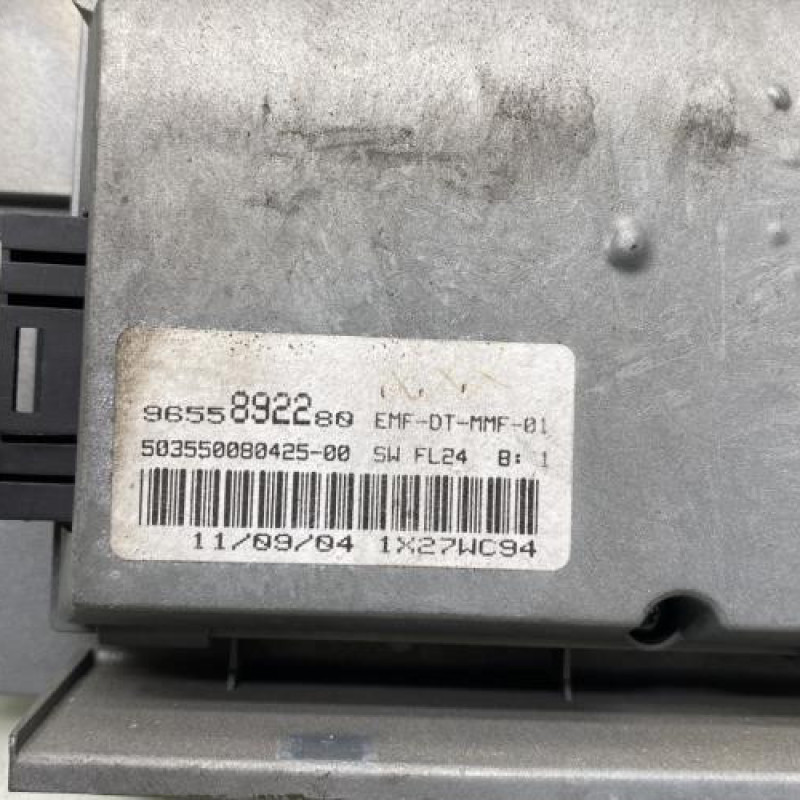 9655892280 EMF-DT-MMF-01
503550080425-00 SW FL24 B: 1
11/09/04 1X27WC94